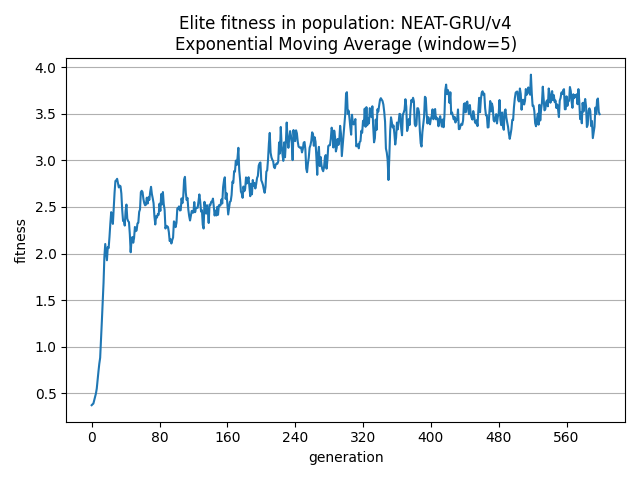 Elite fitness in population: NEAT-GRU/v4
Exponential Moving Average (window=5)
4.0
3.5
3.0
2.5
2.0
1.5
1.0
0.5
fitness
0 80 160 240 320 400 480 560
generation